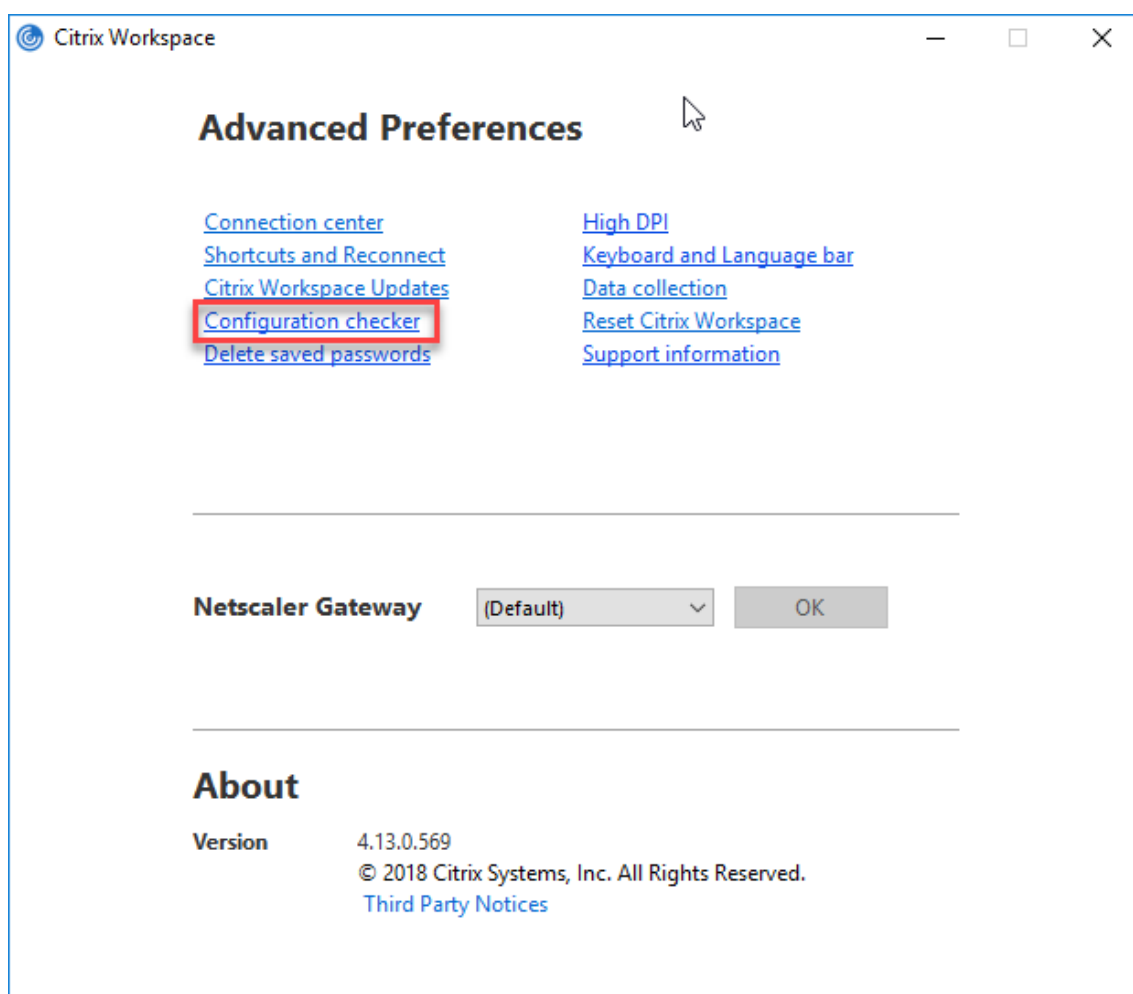 Citrix Workspace
Advanced Preferences
Connection center
Shortcuts and Reconnect
Citrix Workspace Updates
Configuration checker
Delete saved passwords
High DPI
Keyboard and Language bar
Data collection
Reset Citrix Workspace
Support information
Netscaler Gateway (Default) OK
About
Version 4.13.0.569
© 2018 Citrix Systems, Inc. All Rights Reserved.
Third Party Notices